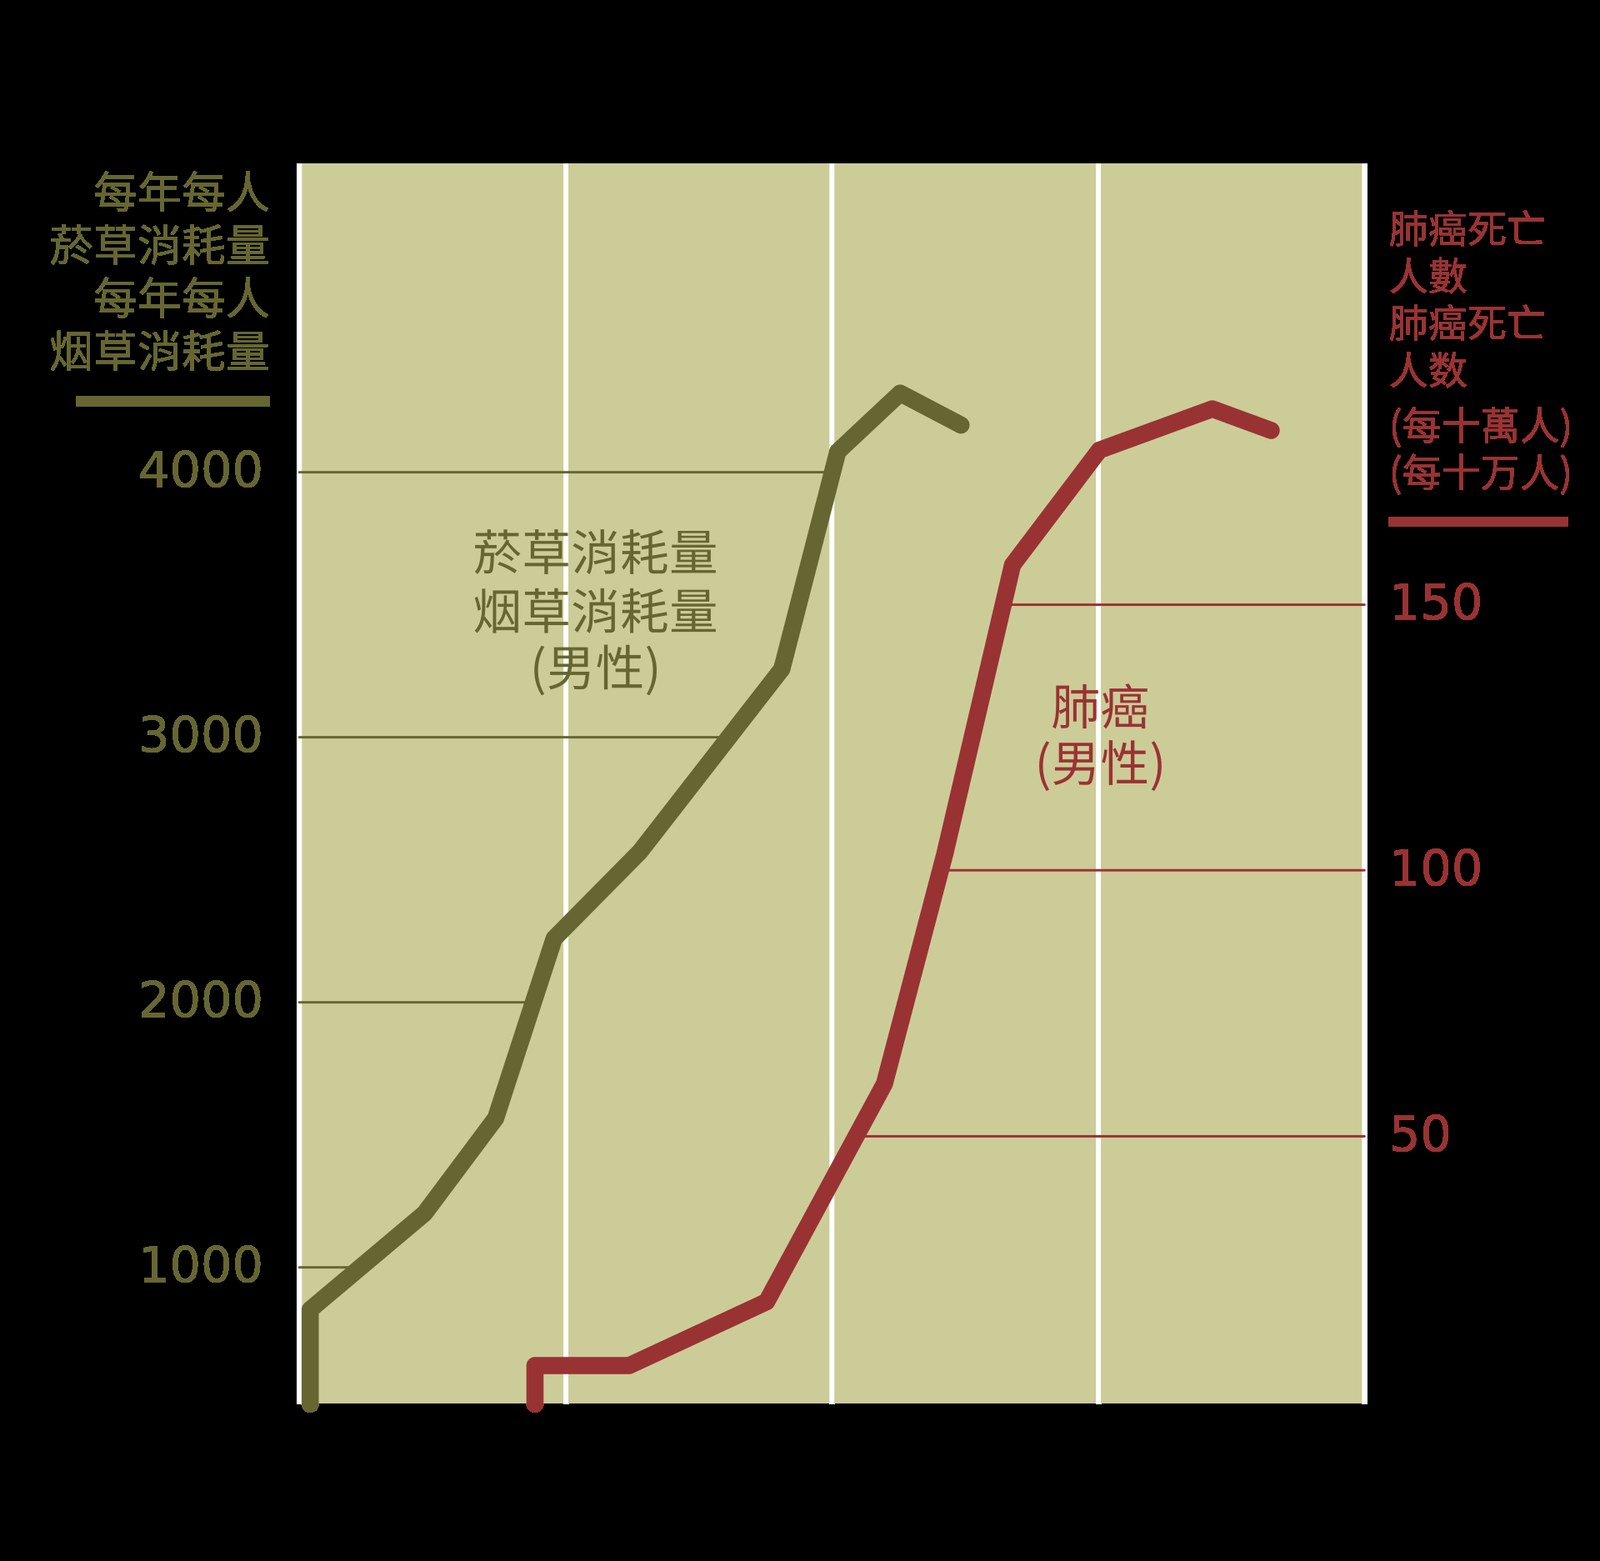 每年每人
菸草消耗量
每年每人
烟草消耗量
4000
3000
2000
1000
菸草消耗量
烟草消耗量
(男性)
肺癌
(男性)
肺癌死亡
人數
肺癌死亡
人数
(每十萬人)
(每十万人)
150
100
50